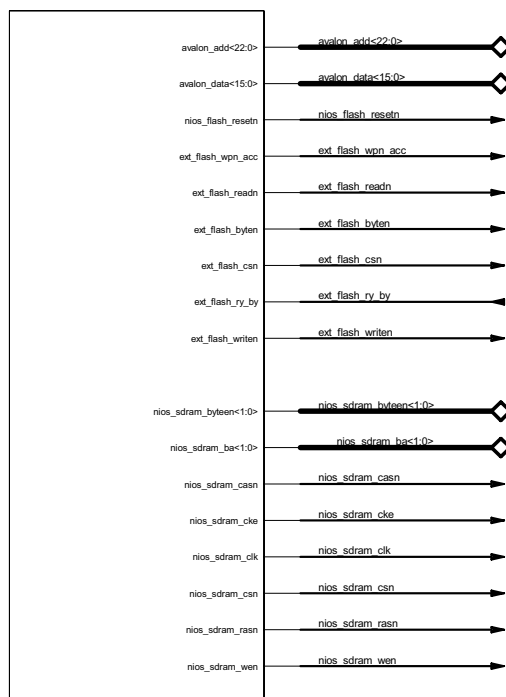 avalon_add<22:0> avalon_add<22:0>
avalon_data<15:0> avalon_data<15:0>
nios_flash_resetn nios_flash_resetn
ext_flash_wpn_acc ext_flash_wpn_acc
ext_flash_readn ext_flash_readn
ext_flash_byten ext_flash_byten
ext_flash_csn ext_flash_csn
ext_flash_ry_by ext_flash_ry_by
ext_flash_writen ext_flash_writen
nios_sdram_byteen<1:0> nios_sdram_byteen<1:0>
nios_sdram_ba<1:0> nios_sdram_ba<1:0>
nios_sdram_casn nios_sdram_casn
nios_sdram_cke nios_sdram_cke
nios_sdram_clk nios_sdram_clk
nios_sdram_csn nios_sdram_csn
nios_sdram_rasn nios_sdram_rasn
nios_sdram_wen nios_sdram_wen